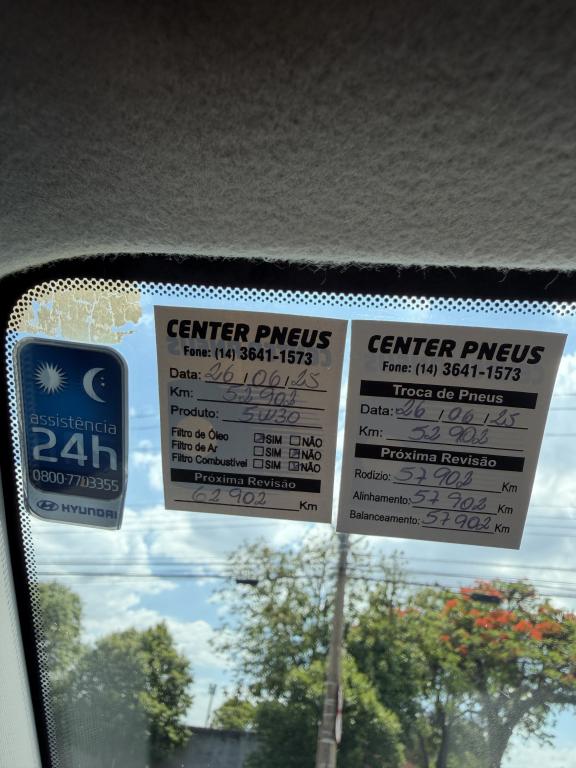 assistência
24h
0800-7703355
HYUNDAI
CENTER PNEUS
Fone: (14) 3641-1573
Data: 26/06/25
Km: 52902
Produto: 5W30
Filtro de Óleo ☑SIM ☐NÃO
Filtro de Ar ☐SIM ☑NÃO
Filtro Combustível ☐SIM ☑NÃO
Próxima Revisão
62902 Km
CENTER PNEUS
Fone: (14) 3641-1573
Troca de Pneus
Data: 26/06/25
Km: 52902
Próxima Revisão
Rodizio: 57902 Km
Alinhamento: 57902 Km
Balanceamento: 57902 Km